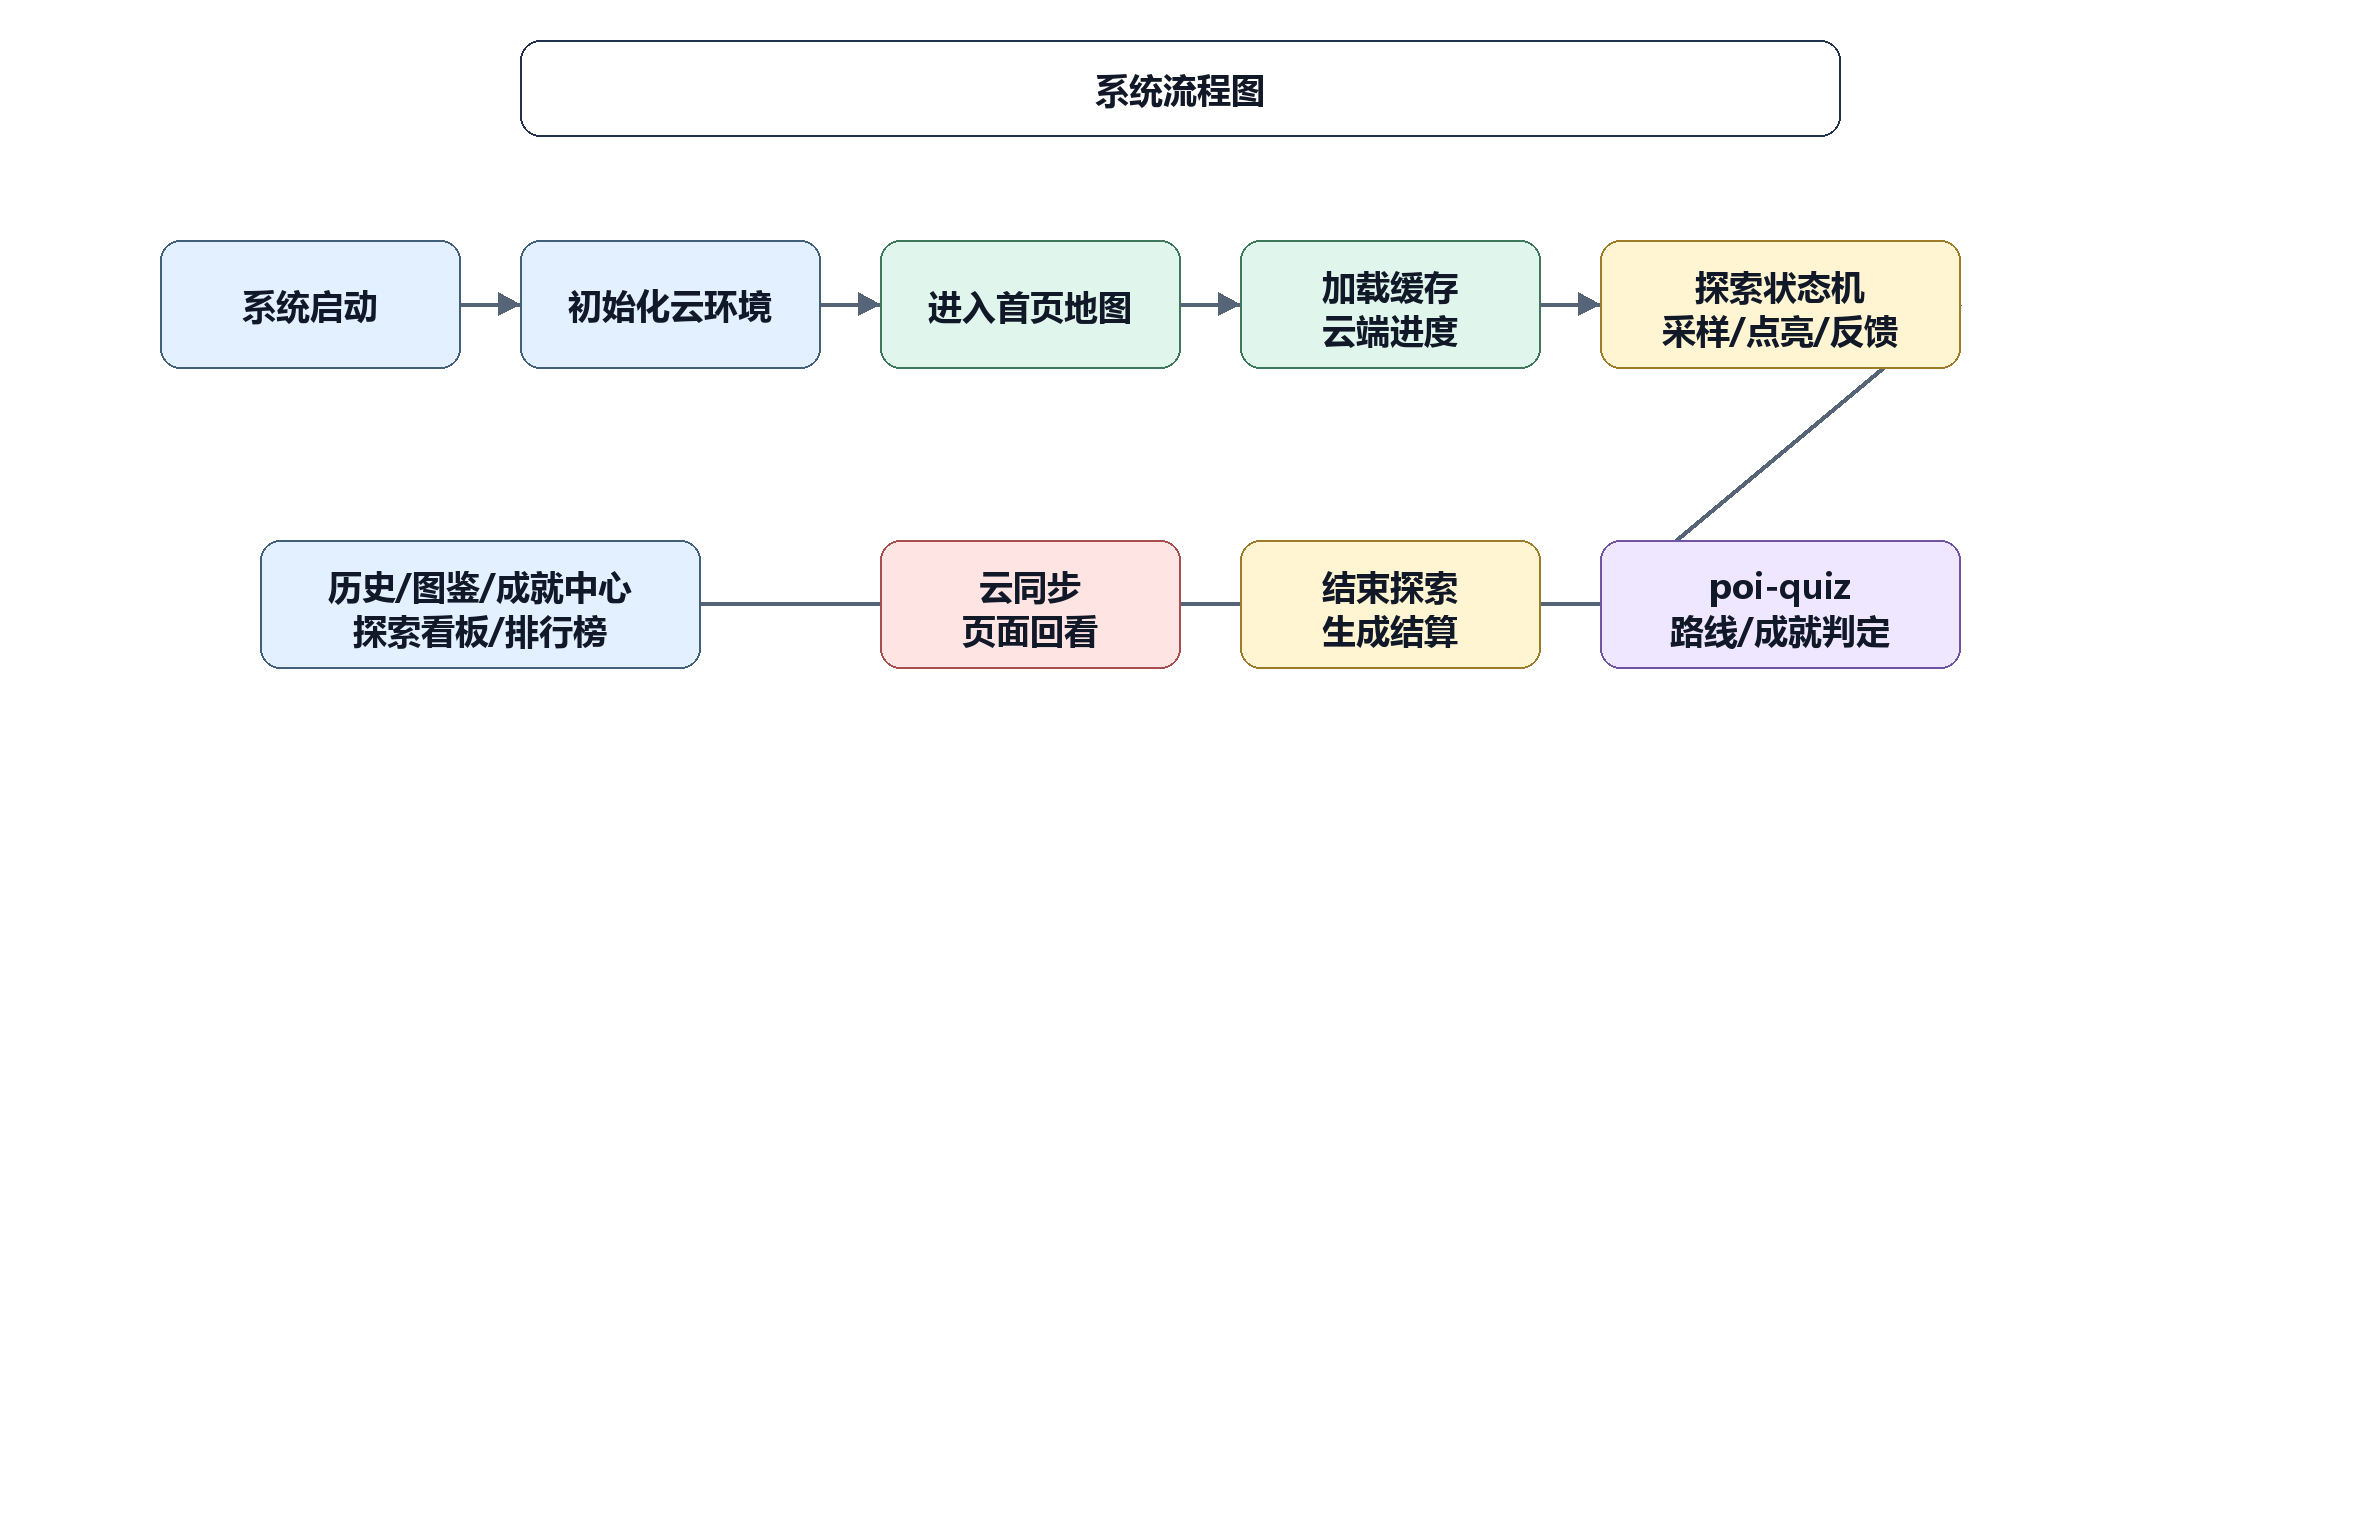 系统流程图
系统启动
初始化云环境
进入首页地图
加载缓存
云端进度
探索状态机
采样/点亮/反馈
历史/图鉴/成就中心
探索看板/排行榜
云同步
页面回看
结束探索
生成结算
poi-quiz
路线/成就判定